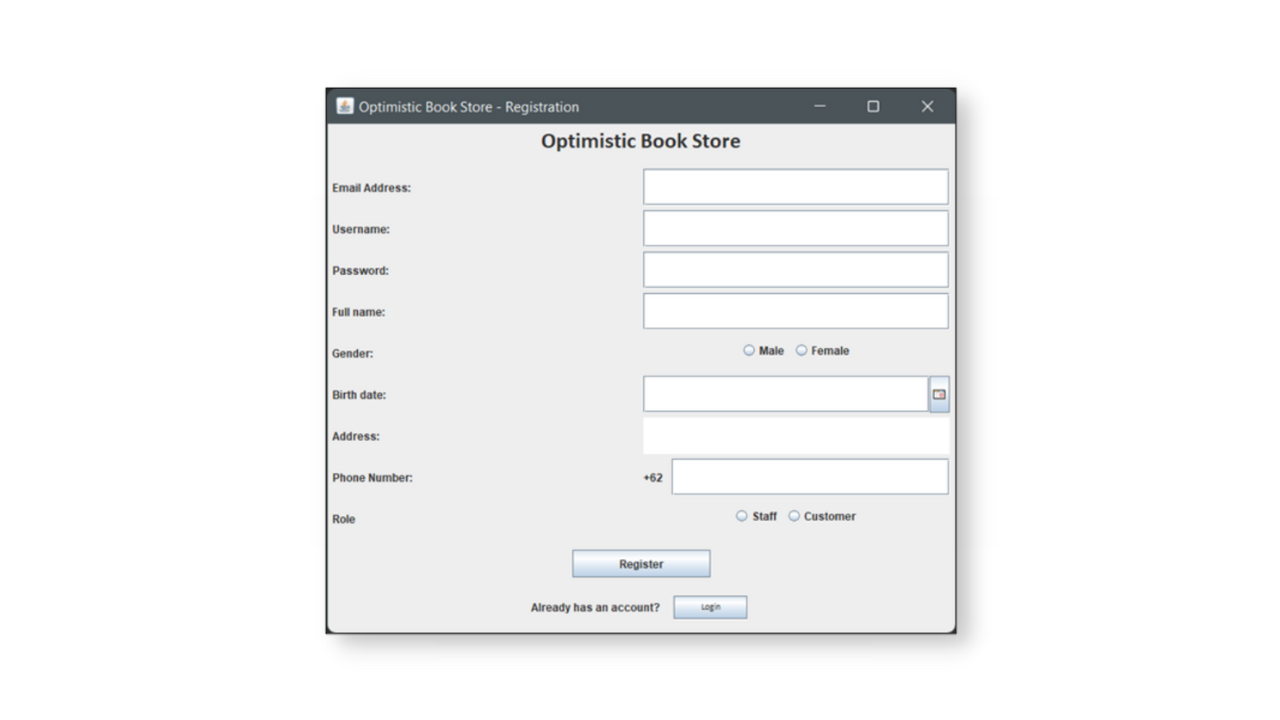 Optimistic Book Store - Registration
Optimistic Book Store
Email Address:
Username:
Password:
Full name:
Gender: Male Female
Birth date:
Address:
Phone Number: +62
Role Staff Customer
Register
Already has an account? Login